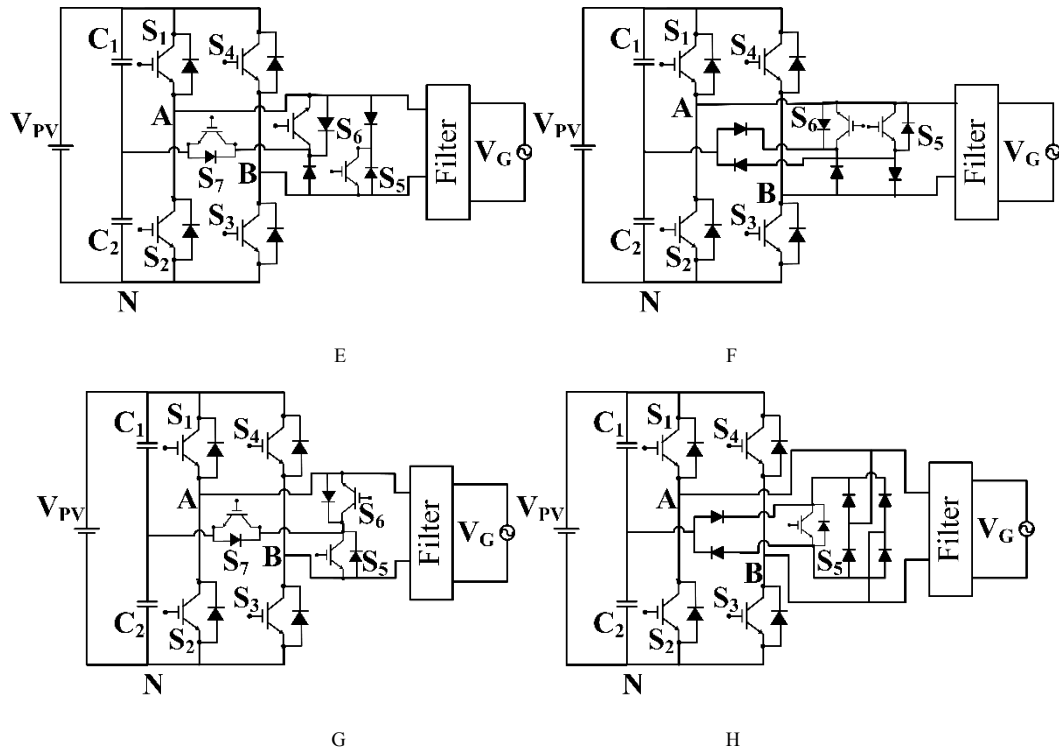 C1
S1
S4
VPV
A
S6
S7
B
S5
Filter
VG
C2
S2
S3
N
E
C1
S1
S4
VPV
A
S6
S5
B
Filter
VG
C2
S2
S3
N
F
C1
S1
S4
VPV
A
S6
S7
B
S5
Filter
VG
C2
S2
S3
N
G
C1
S1
S4
VPV
A
B
S5
Filter
VG
C2
S2
S3
N
H